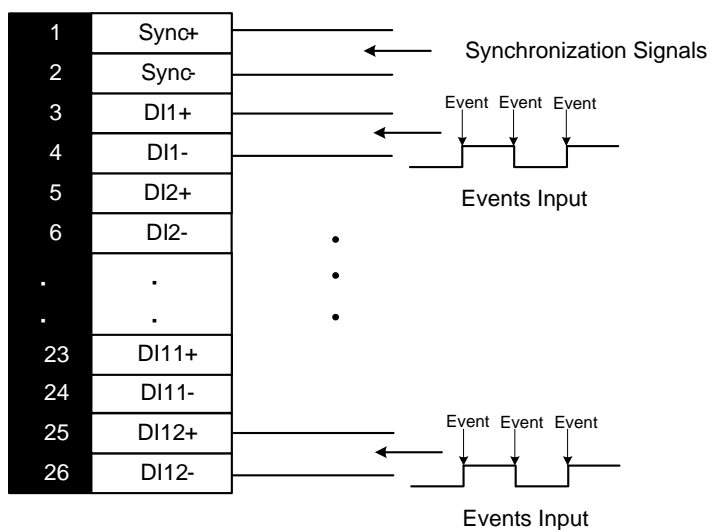 1 Sync+
Synchronization Signals
2 Sync-
3 DI1+
Event Event Event
4 DI1-
5 DI2+
Events Input
6 DI2-
. .
. .
23 DI11+
24 DI11-
25 DI12+
Event Event Event
26 DI12-
Events Input